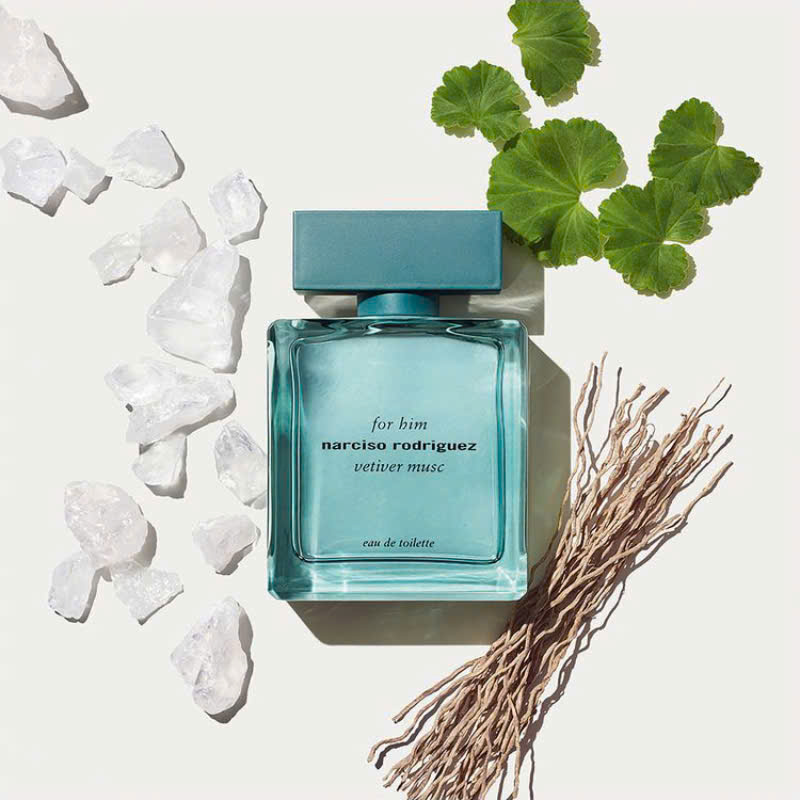 for him
narciso rodriguez
vetiver musc
eau de toilette